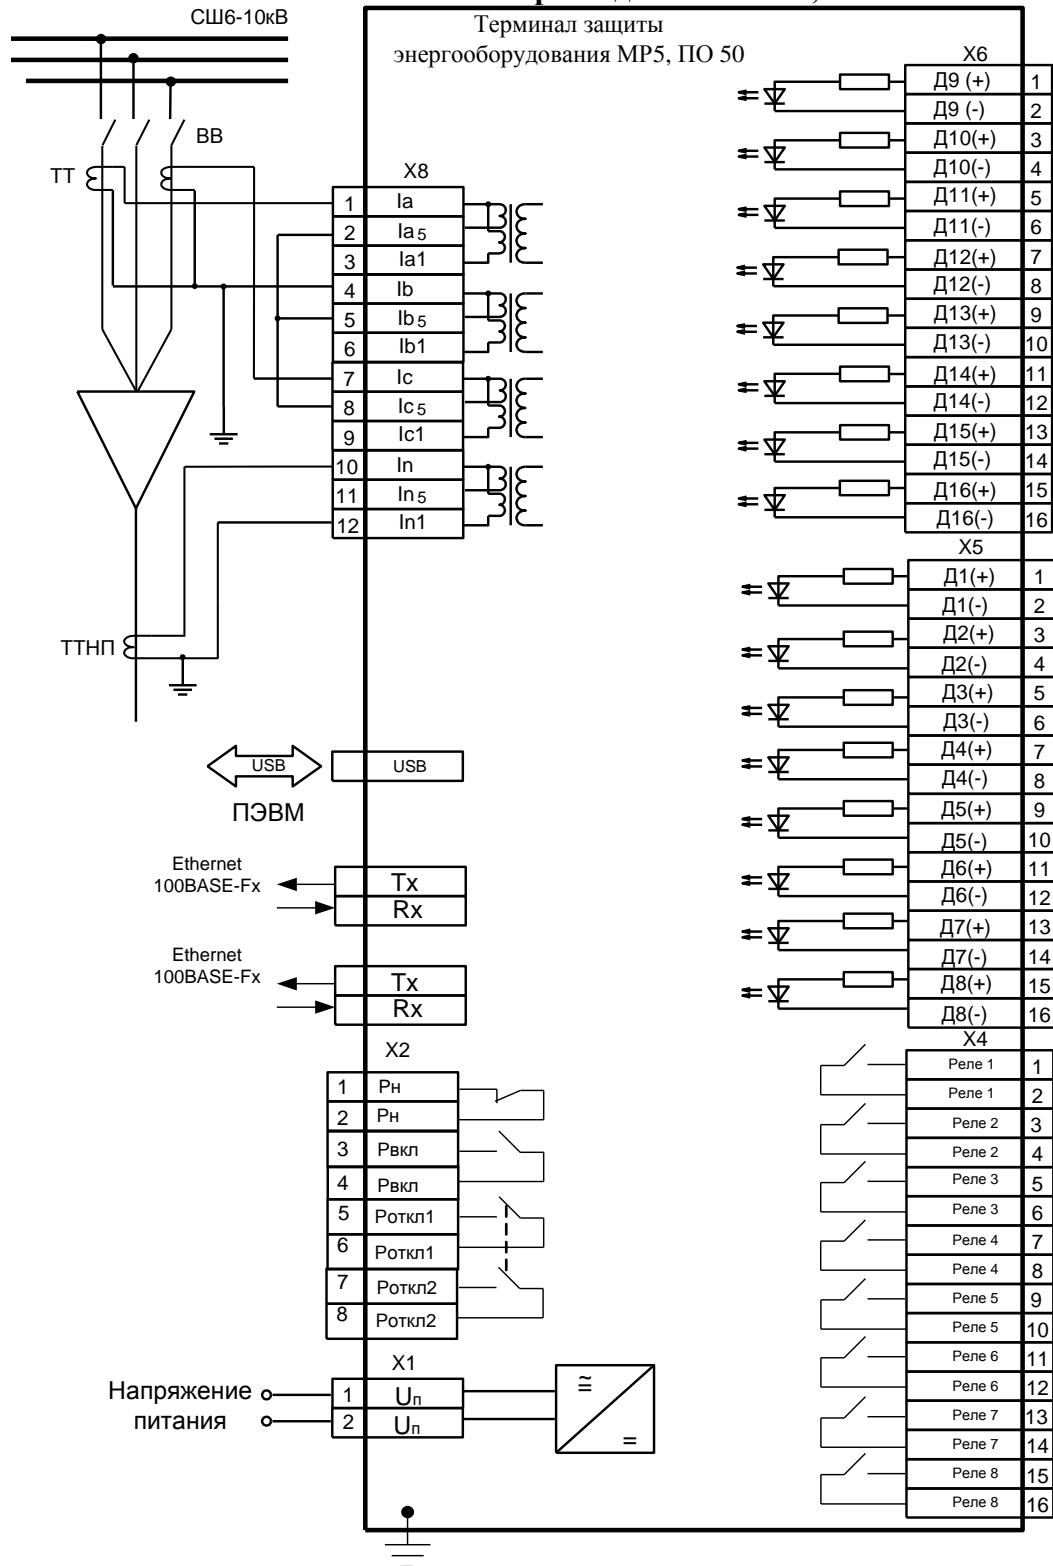 СШ6-10кВ
Терминал защиты
энергооборудования МР5, ПО 50
ВВ
ТТ
X8
1 Ia
2 Ia5
3 Ia1
4 Ib
5 Ib5
6 Ib1
7 Ic
8 Ic5
9 Ic1
10 In
11 In5
12 In1
ТТНП
USB USB
ПЭВМ
Ethernet
100BASE-Fx
Tx
Rx
Ethernet
100BASE-Fx
Tx
Rx
X2
1 Рн
2 Рн
3 Рвкл
4 Рвкл
5 Роткл1
6 Роткл1
7 Роткл2
8 Роткл2
X1
Напряжение
питания
1 Uп
2 Uп
X6
Д9 (+) 1
Д9 (-) 2
Д10(+) 3
Д10(-) 4
Д11(+) 5
Д11(-) 6
Д12(+) 7
Д12(-) 8
Д13(+) 9
Д13(-) 10
Д14(+) 11
Д14(-) 12
Д15(+) 13
Д15(-) 14
Д16(+) 15
Д16(-) 16
X5
Д1(+) 1
Д1(-) 2
Д2(+) 3
Д2(-) 4
Д3(+) 5
Д3(-) 6
Д4(+) 7
Д4(-) 8
Д5(+) 9
Д5(-) 10
Д6(+) 11
Д6(-) 12
Д7(+) 13
Д7(-) 14
Д8(+) 15
Д8(-) 16
X4
Реле 1 1
Реле 1 2
Реле 2 3
Реле 2 4
Реле 3 5
Реле 3 6
Реле 4 7
Реле 4 8
Реле 5 9
Реле 5 10
Реле 6 11
Реле 6 12
Реле 7 13
Реле 7 14
Реле 8 15
Реле 8 16